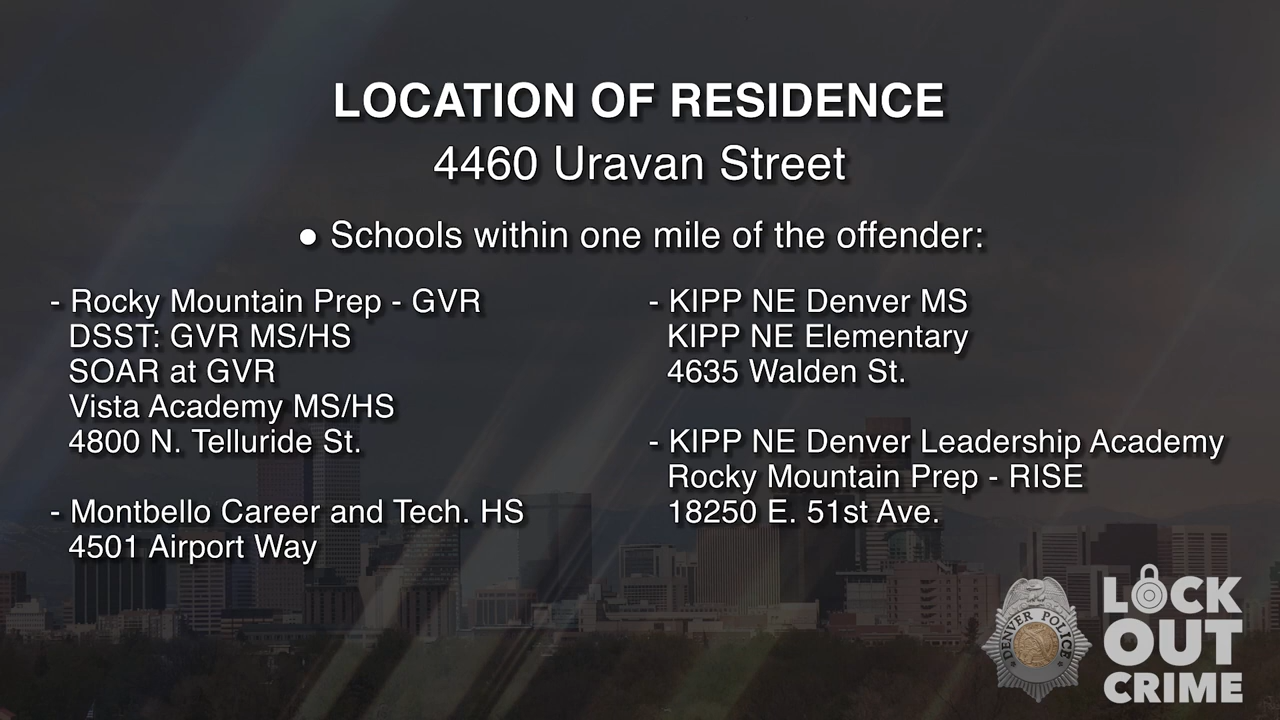 LOCATION OF RESIDENCE
4460 Uravan Street
● Schools within one mile of the offender:
- Rocky Mountain Prep - GVR
DSST: GVR MS/HS
SOAR at GVR
Vista Academy MS/HS
4800 N. Telluride St.
- Montbello Career and Tech. HS
4501 Airport Way
- KIPP NE Denver MS
KIPP NE Elementary
4635 Walden St.
- KIPP NE Denver Leadership Academy
Rocky Mountain Prep - RISE
18250 E. 51st Ave.
DENVER POLICE
LOCK
OUT
CRIME